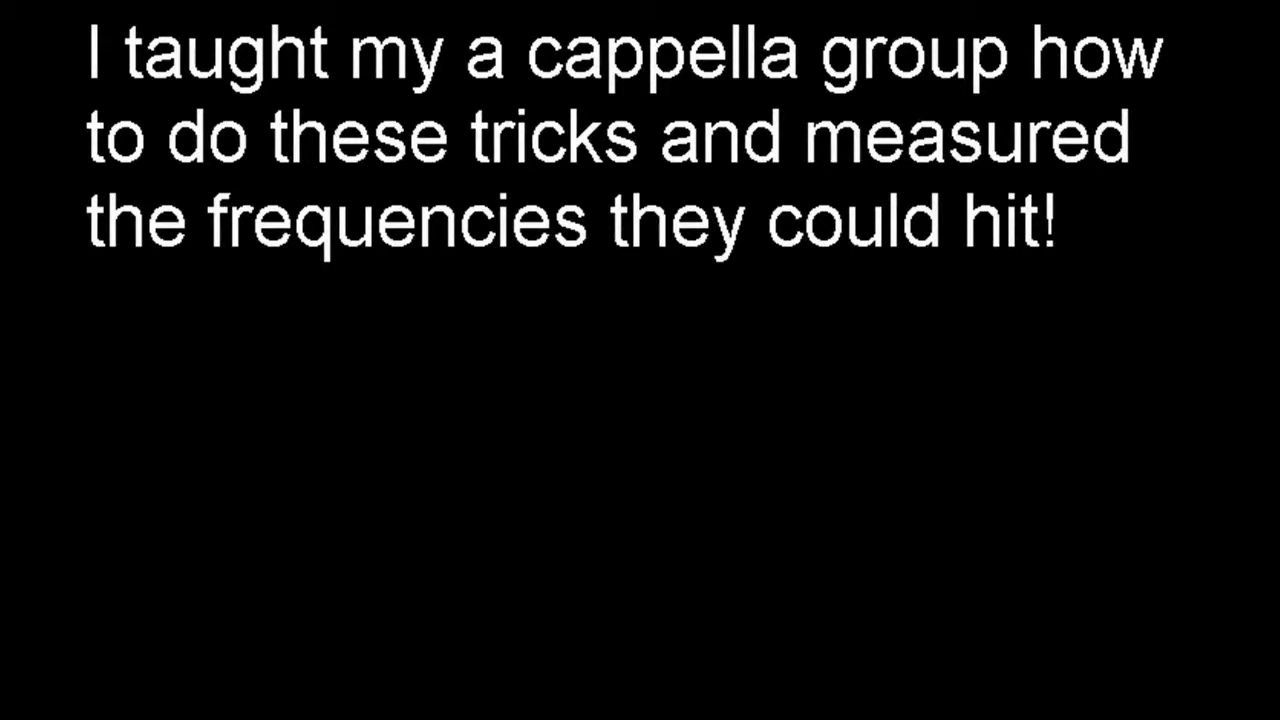 I taught my a cappella group how
to do these tricks and measured
the frequencies they could hit!